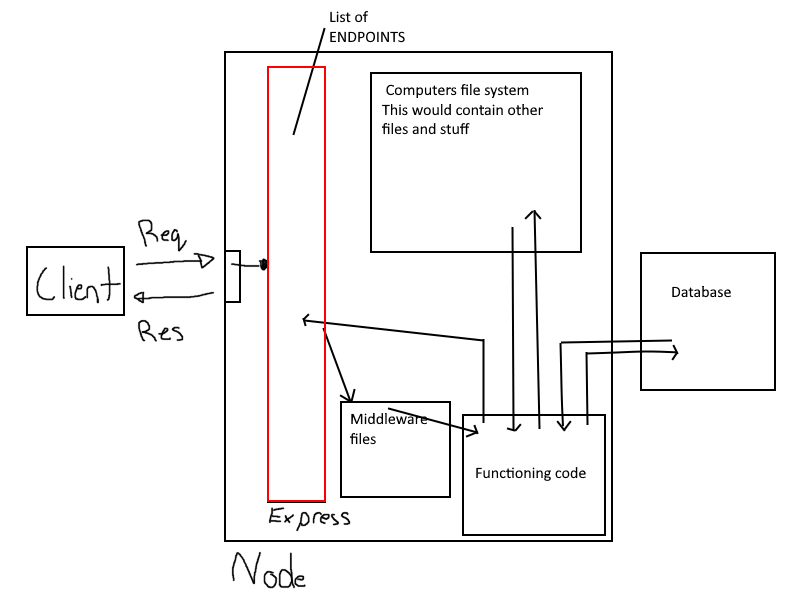 List of
ENDPOINTS
Computers file system
This would contain other
files and stuff
Req
Client
Res
Database
Middleware
files
Functioning code
Express
Node